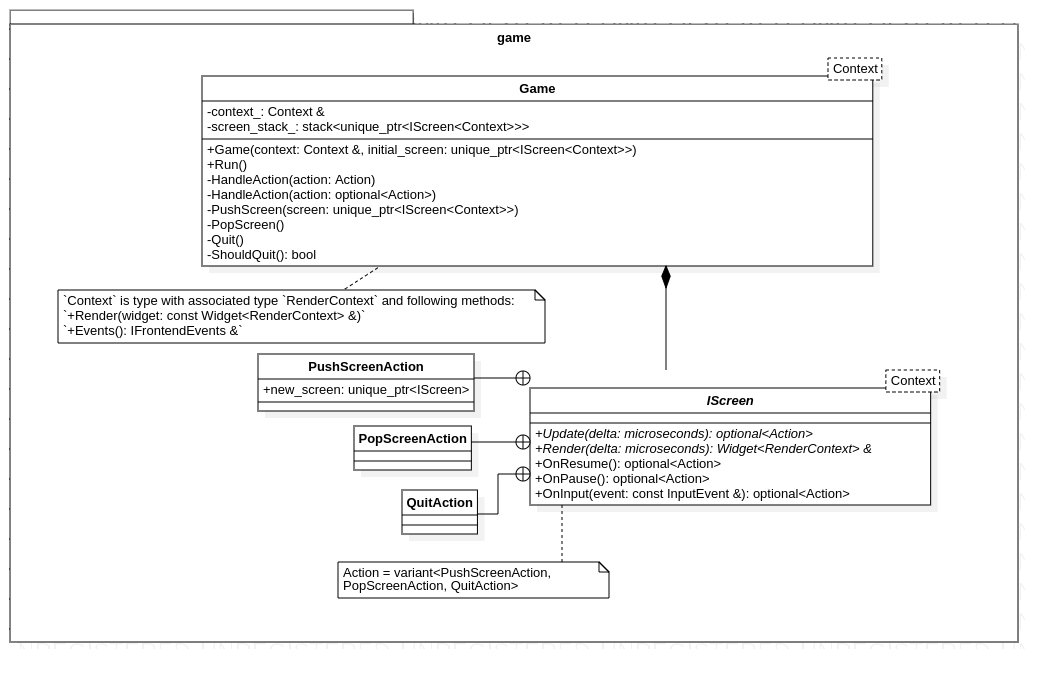 game
Context
Game
-context_: Context &
-screen_stack_: stack<unique_ptr<IScreen<Context>>>
+Game(context: Context &, initial_screen: unique_ptr<IScreen<Context>>)
+Run()
-HandleAction(action: Action)
-HandleAction(action: optional<Action>)
-PushScreen(screen: unique_ptr<IScreen<Context>>)
-PopScreen()
-Quit()
-ShouldQuit(): bool
`Context` is type with associated type `RenderContext` and following methods:
`+Render(widget: const Widget<RenderContext> &)`
`+Events(): IFrontendEvents &`
PushScreenAction
+new_screen: unique_ptr<IScreen>
Context
IScreen
+Update(delta: microseconds): optional<Action>
+Render(delta: microseconds): Widget<RenderContext> &
+OnResume(): optional<Action>
+OnPause(): optional<Action>
+OnInput(event: const InputEvent &): optional<Action>
PopScreenAction
QuitAction
Action = variant<PushScreenAction,
PopScreenAction, QuitAction>